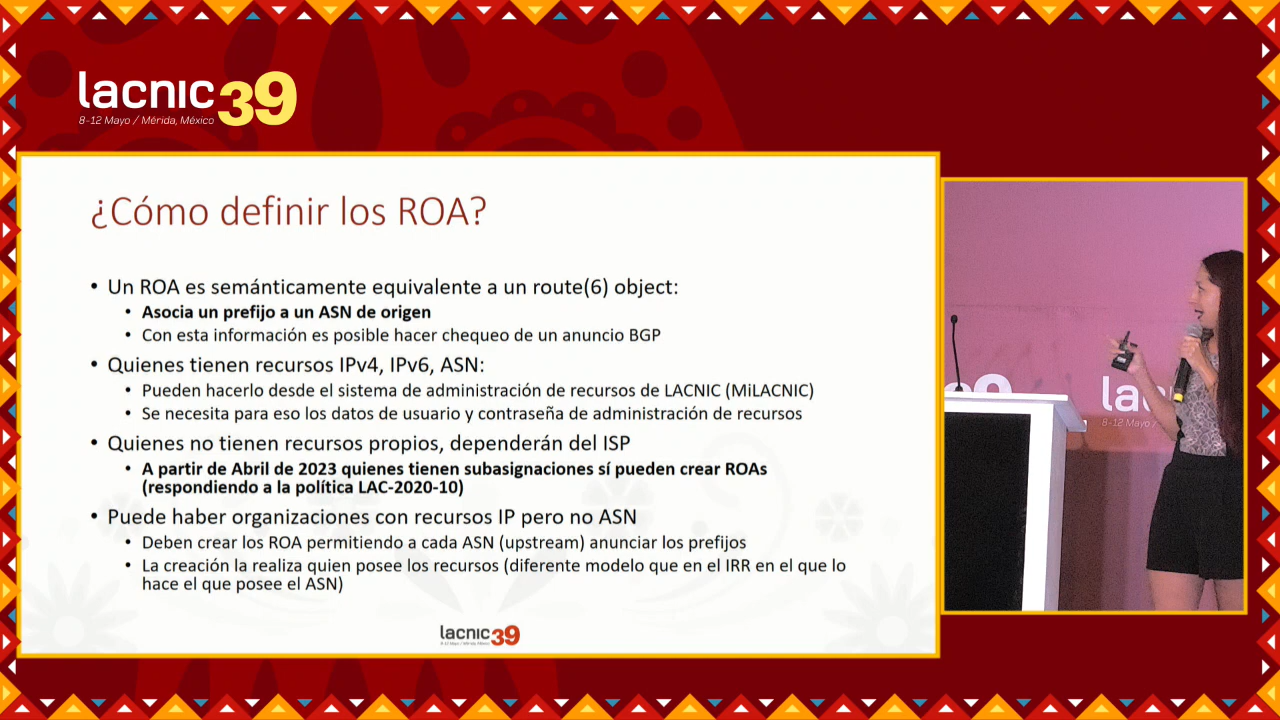 lacnic39
8-12 Mayo / Mérida, México
¿Cómo definir los ROA?
• Un ROA es semánticamente equivalente a un route(6) object:
• Asocia un prefijo a un ASN de origen
• Con esta información es posible hacer chequeo de un anuncio BGP
• Quienes tienen recursos IPv4, IPv6, ASN:
• Pueden hacerlo desde el sistema de administración de recursos de LACNIC (MiLACNIC)
• Se necesita para eso los datos de usuario y contraseña de administración de recursos
• Quienes no tienen recursos propios, dependerán del ISP
• A partir de Abril de 2023 quienes tienen subasignaciones sí pueden crear ROAs
(respondiendo a la política LAC-2020-10)
• Puede haber organizaciones con recursos IP pero no ASN
• Deben crear los ROA permitiendo a cada ASN (upstream) anunciar los prefijos
• La creación la realiza quien posee los recursos (diferente modelo que en el IRR en el que lo
hace el que posee el ASN)
lacnic39
8-12 Mayo / Mérida, México
lac
8-12 Mayo /